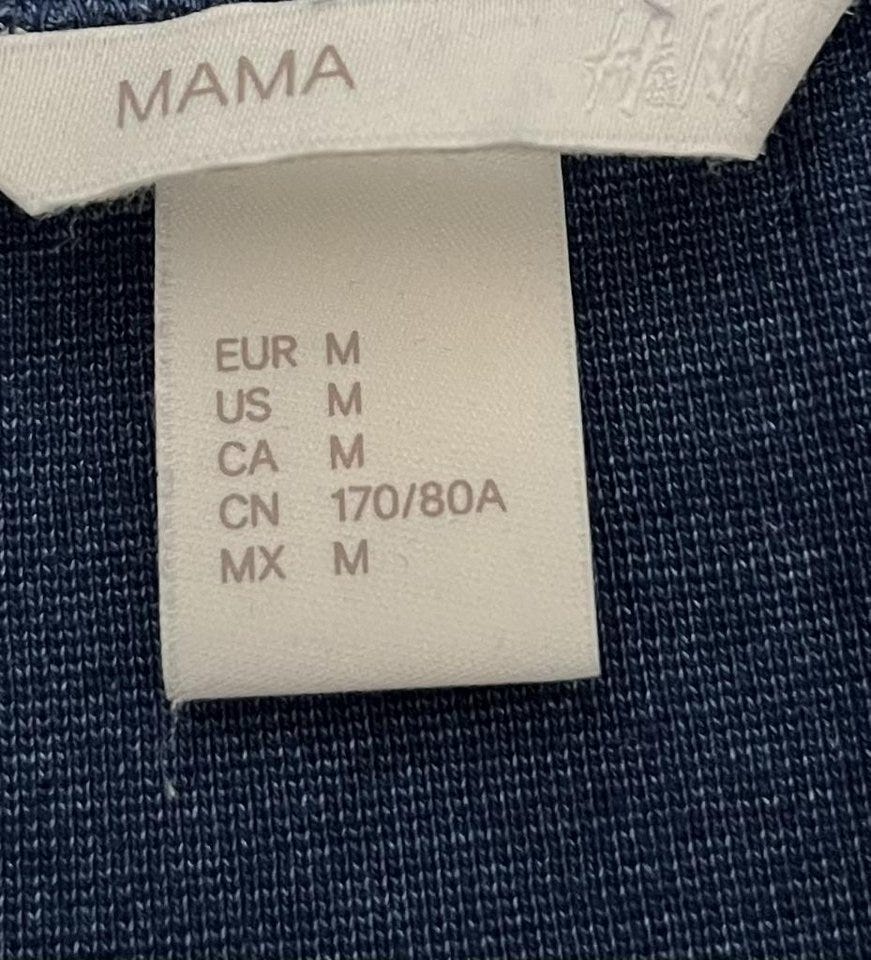 MAMA H&M
EUR M
US M
CA M
CN 170/80A
MX M